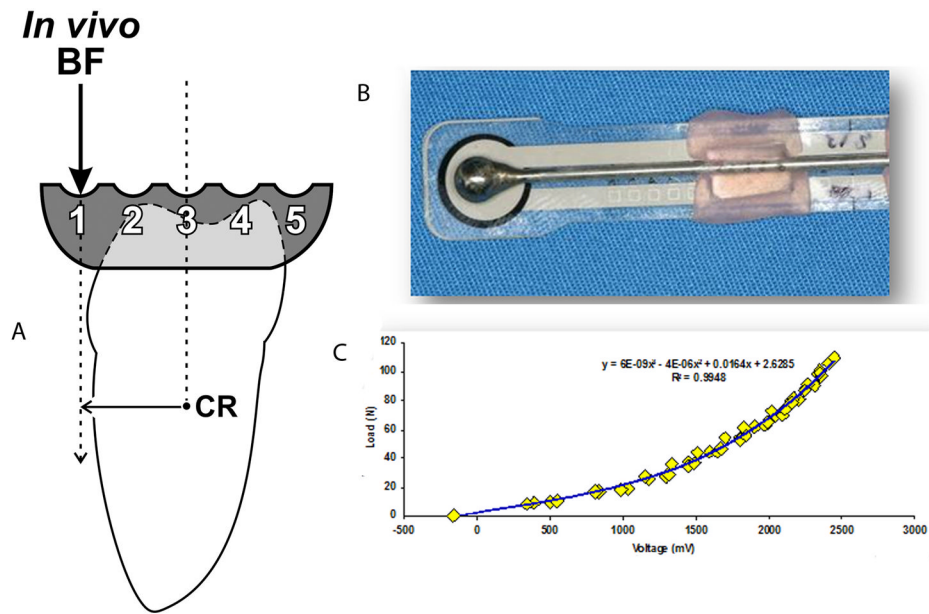 In vivo
BF
1 2 3 4 5
A
CR
B
C
y = 6E-09x³ - 4E-06x² + 0.0164x + 2.6285
R² = 0.9948
120
100
80
60
40
20
0
Load (N)
-500 0 500 1000 1500 2000 2500 3000
Voltage (mV)